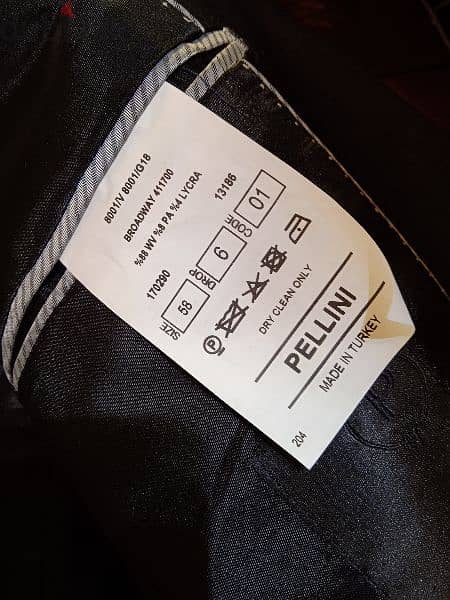 8001/V 8001/G18
BROADWAY 411700
%88 WV %8 PA %4 LYCRA
170290 13186
58 6 01
SIZE DROP CODE
P
DRY CLEAN ONLY
PELLINI
MADE IN TURKEY
204